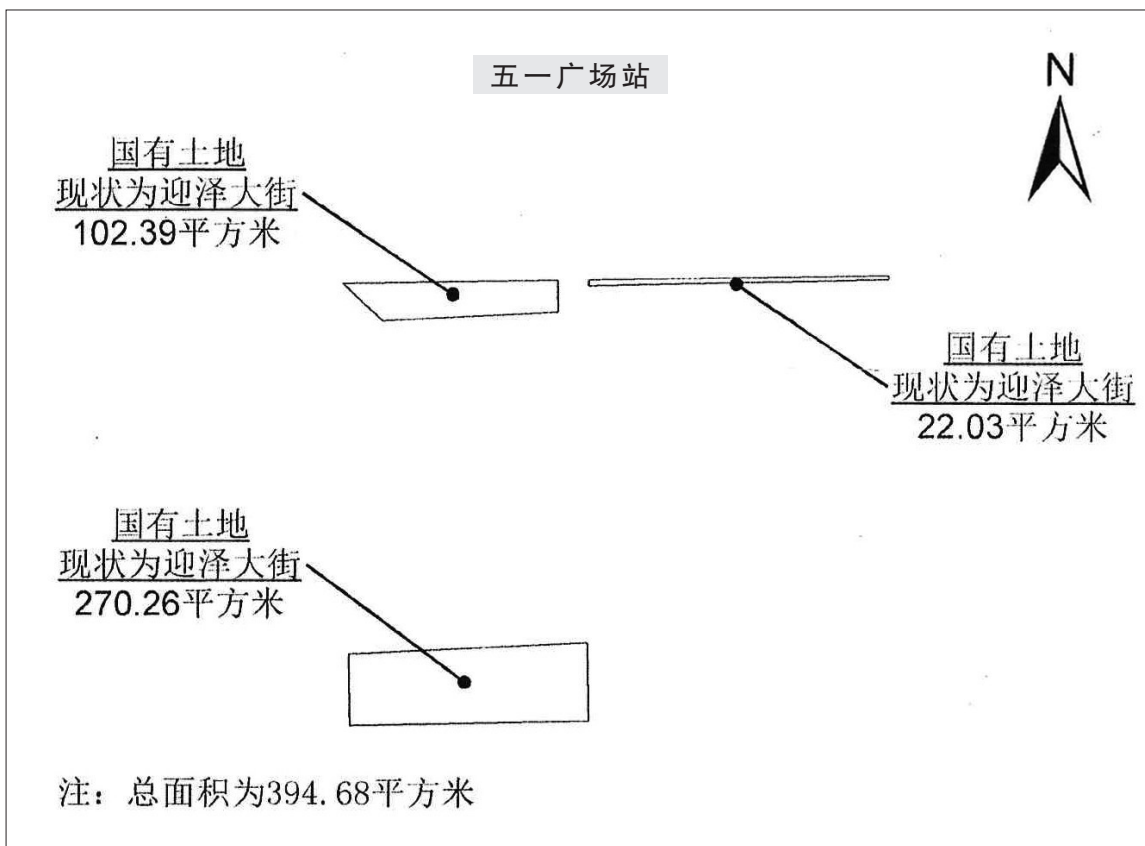 五一广场站
N
国有土地
现状为迎泽大街
102.39平方米
国有土地
现状为迎泽大街
22.03平方米
国有土地
现状为迎泽大街
270.26平方米
注：总面积为394.68平方米